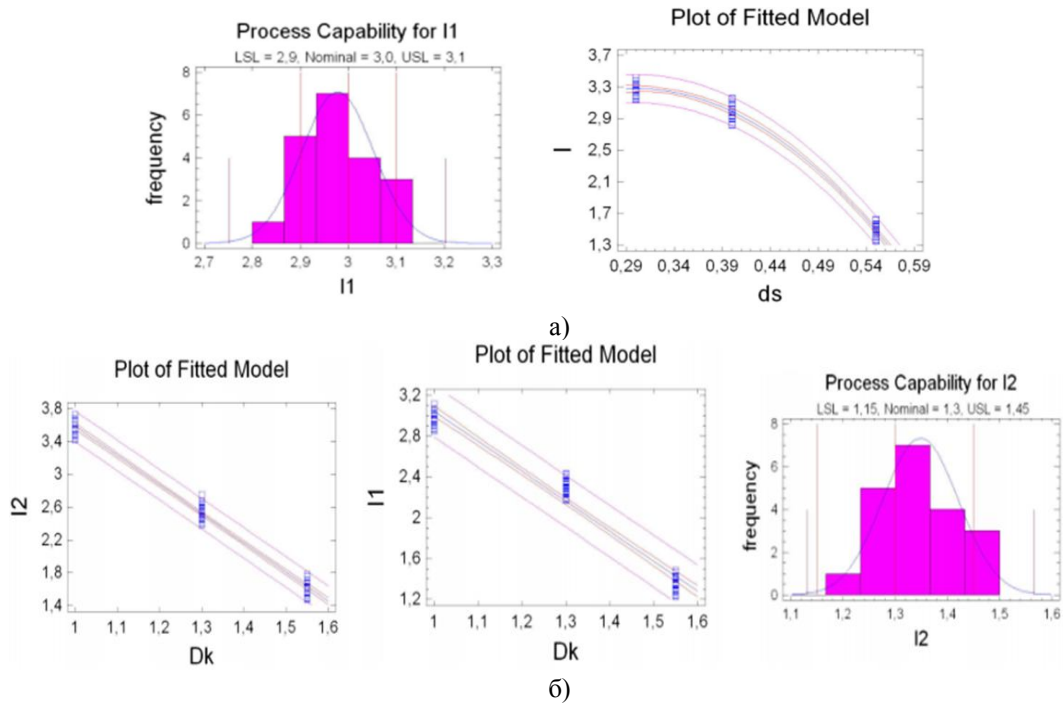 Process Capability for I1
LSL = 2,9, Nominal = 3,0, USL = 3,1
frequency
8
6
4
2
0
2,7 2,8 2,9 3 3,1 3,2 3,3
I1
Plot of Fitted Model
I
3,7
3,3
2,9
2,5
2,1
1,7
1,3
0,29 0,34 0,39 0,44 0,49 0,54 0,59
ds
а)
Plot of Fitted Model
I2
3,8
3,4
3
2,6
2,2
1,8
1,4
1 1,1 1,2 1,3 1,4 1,5 1,6
Dk
Plot of Fitted Model
I1
3,2
2,8
2,4
2
1,6
1,2
1 1,1 1,2 1,3 1,4 1,5 1,6
Dk
Process Capability for I2
LSL = 1,15, Nominal = 1,3, USL = 1,45
frequency
8
6
4
2
0
1,1 1,2 1,3 1,4 1,5 1,6
I2
б)